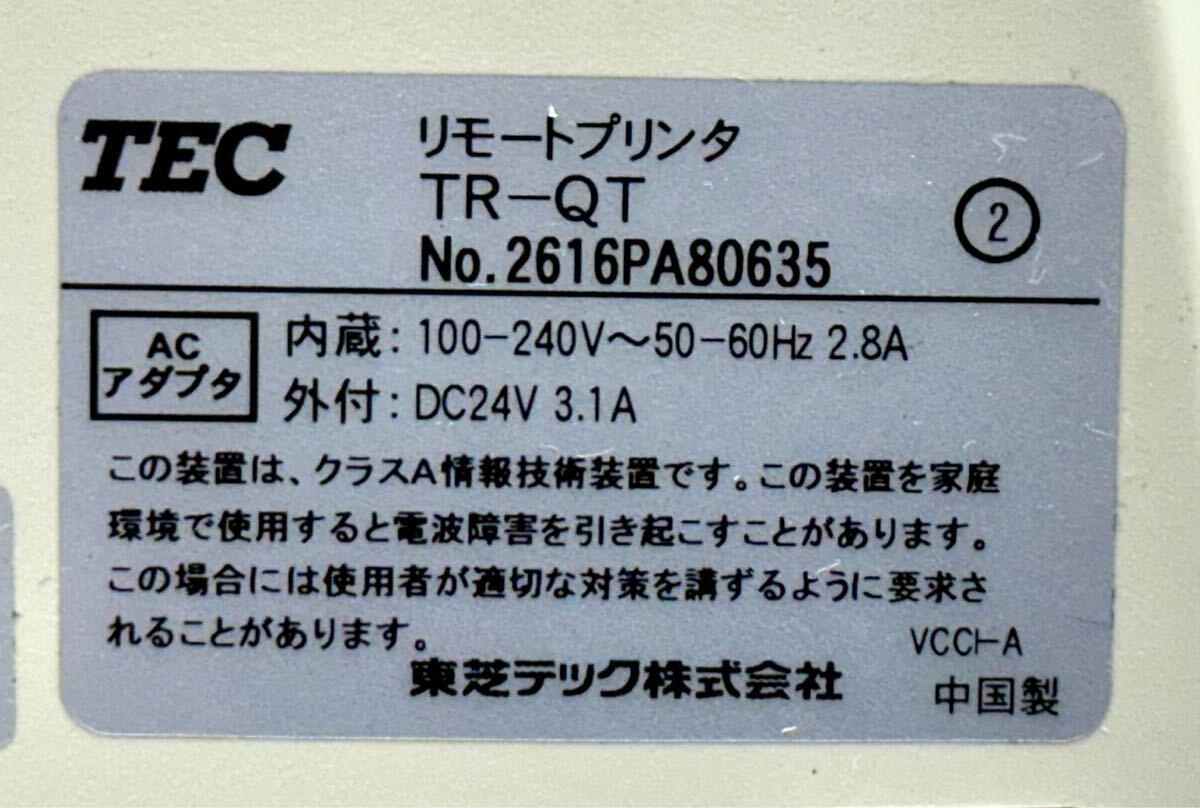 TEC
リモートプリンタ
TR-QT
No.2616PA80635
②
AC
アダプタ
内蔵: 100-240V～50-60Hz 2.8A
外付: DC24V 3.1A
この装置は、クラスA情報技術装置です。この装置を家庭
環境で使用すると電波障害を引き起こすことがあります。
この場合には使用者が適切な対策を講ずるように要求さ
れることがあります。
VCCI-A
東芝テック株式会社
中国製